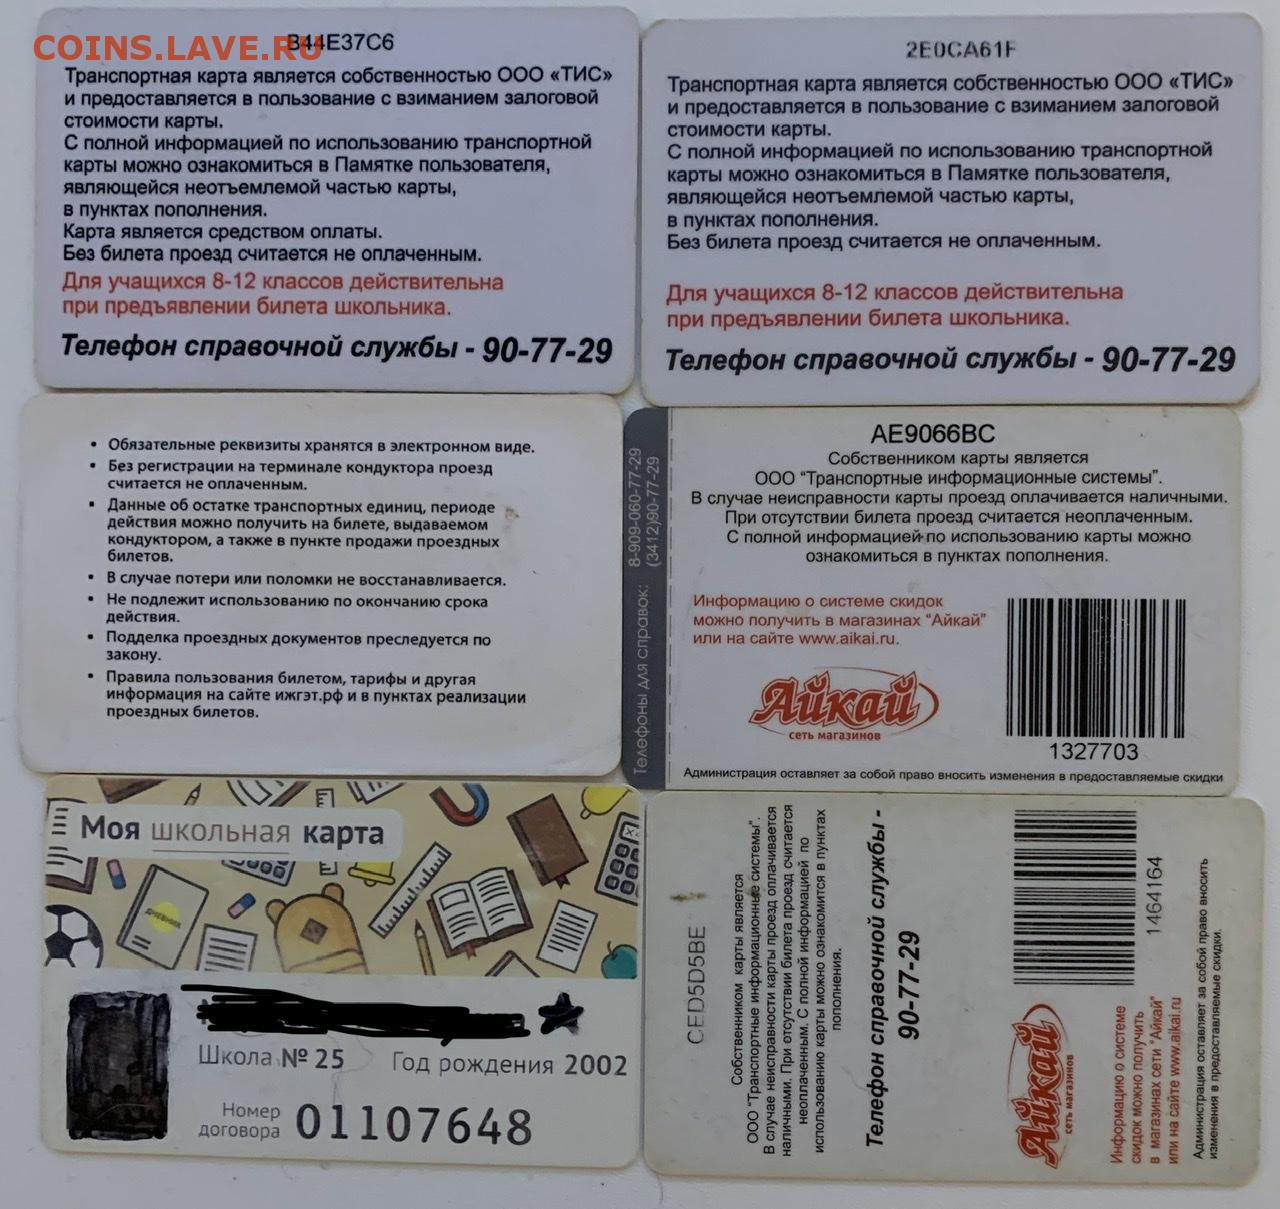 COINS.LAVE.RU
B44E37C6
Транспортная карта является собственностью ООО «ТИС»
и предоставляется в пользование с взиманием залоговой
стоимости карты.
С полной информацией по использованию транспортной
карты можно ознакомиться в Памятке пользователя,
являющейся неотъемлемой частью карты,
в пунктах пополнения.
Карта является средством оплаты.
Без билета проезд считается не оплаченным.
Для учащихся 8-12 классов действительна
при предъявлении билета школьника.
Телефон справочной службы - 90-77-29
2E0CA61F
Транспортная карта является собственностью ООО «ТИС»
и предоставляется в пользование с взиманием залоговой
стоимости карты.
С полной информацией по использованию транспортной
карты можно ознакомиться в Памятке пользователя,
являющейся неотъемлемой частью карты,
в пунктах пополнения.
Без билета проезд считается не оплаченным.
Для учащихся 8-12 классов действительна
при предъявлении билета школьника.
Телефон справочной службы - 90-77-29
• Обязательные реквизиты хранятся в электронном виде.
• Без регистрации на терминале кондуктора проезд
считается не оплаченным.
• Данные об остатке транспортных единиц, периоде
действия можно получить на билете, выдаваемом
кондуктором, а также в пункте продажи проездных
билетов.
• В случае потери или поломки не восстанавливается.
• Не подлежит использованию по окончанию срока
действия.
• Подделка проездных документов преследуется по
закону.
• Правила пользования билетом, тарифы и другая
информация на сайте ижгэт.рф и в пунктах реализации
проездных билетов.
Телефоны для справок: 8-909-060-77-29
(3412)90-77-29
AE9066BC
Собственником карты является
ООО "Транспортные информационные системы".
В случае неисправности карты проезд оплачивается наличными.
При отсутствии билета проезд считается неоплаченным.
С полной информацией по использованию карты можно
ознакомиться в пунктах пополнения.
Информацию о системе скидок
можно получить в магазинах "Айкай"
или на сайте www.aikai.ru.
Айкай
сеть магазинов
1327703
Администрация оставляет за собой право вносить изменения в предоставляемые скидки
Моя школьная карта
ДНЕВНИК
Школа № 25
Год рождения 2002
Номер
договора
01107648
CED5D5BE
Собственником карты является
ООО "Транспортные информационные системы".
В случае неисправности карты проезд оплачивается
наличными. При отсутствии билета проезд считается
неоплаченным. С полной информацией по
использованию карты можно ознакомится в пунктах
пополнения.
Телефон справочной службы -
90-77-29
1464164
Айкай
сеть магазинов
Информацию о системе
скидок можно получить
в магазинах сети "Айкай"
или на сайте www.aikai.ru
Администрация оставляет за собой право вносить
изменения в предоставляемые скидки.